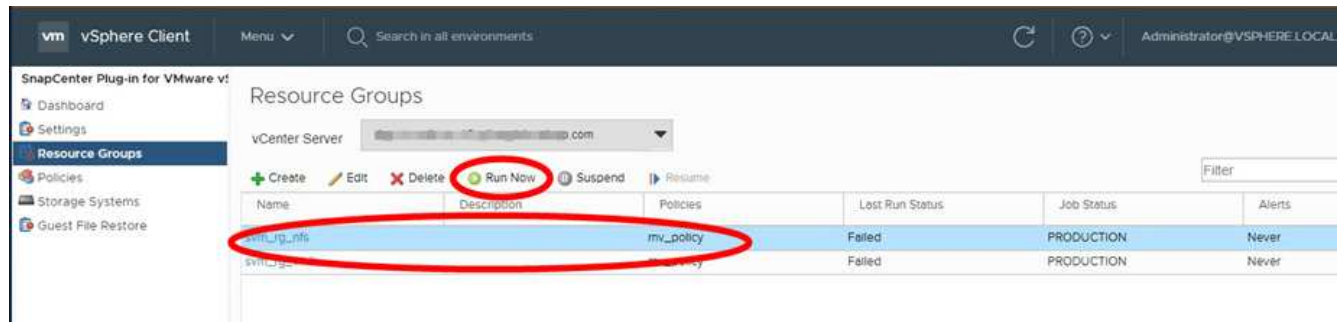 vm vSphere Client Menu Search in all environments Administrator@VSPHERE.LOCAL
SnapCenter Plug-in for VMware vS
Dashboard
Settings
Resource Groups
Policies
Storage Systems
Guest File Restore
Resource Groups
vCenter Server .com
Create Edit Delete Run Now Suspend Resume Filter
Name Description Policies Last Run Status Job Status Alerts
svm_rg_nfs mv_policy Failed PRODUCTION Never
Failed PRODUCTION Never